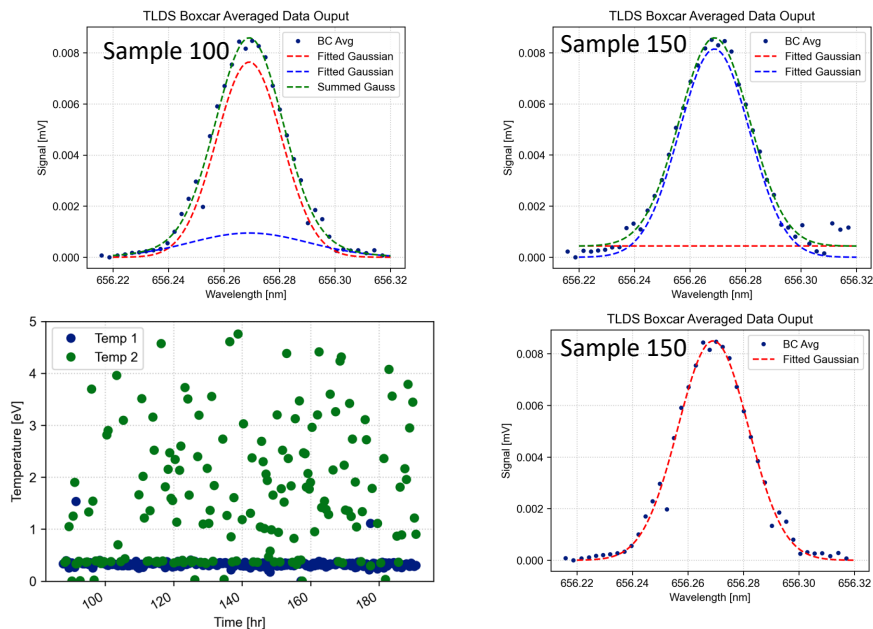 TLDS Boxcar Averaged Data Ouput
Sample 100
BC Avg
Fitted Gaussian
Fitted Gaussian
Summed Gauss
Signal [mV]
0.008
0.006
0.004
0.002
0.000
656.22 656.24 656.26 656.28 656.30 656.32
Wavelength [nm]
TLDS Boxcar Averaged Data Ouput
Sample 150
BC Avg
Fitted Gaussian
Fitted Gaussian
Signal [mV]
0.008
0.006
0.004
0.002
0.000
656.22 656.24 656.26 656.28 656.30 656.32
Wavelength [nm]
Temp 1
Temp 2
Temperature [eV]
5
4
3
2
1
0
100 120 140 160 180
Time [hr]
TLDS Boxcar Averaged Data Ouput
Sample 150
BC Avg
Fitted Gaussian
Signal [mV]
0.008
0.006
0.004
0.002
0.000
656.22 656.24 656.26 656.28 656.30 656.32
Wavelength [nm]